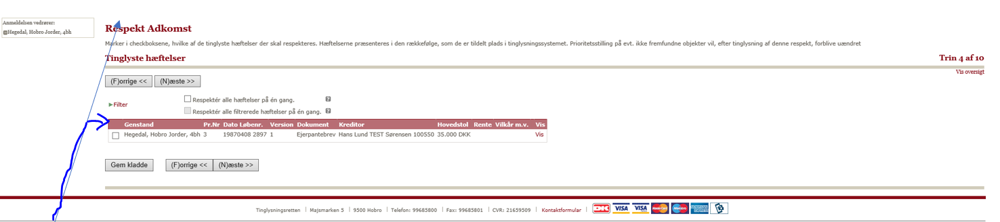 Anmeldelsen vedrører:
Hegedal, Hobro Jorder, 4bh
Respekt Adkomst
Marker i checkboksene, hvilke af de tinglyste hæftelser der skal respekteres. Hæftelserne præsenteres i den rækkefølge, som de er tildelt plads i tinglysningssystemet. Prioritetsstilling på evt. ikke fremfundne objekter vil, efter tinglysning af denne respekt, forblive uændret
Tinglyste hæftelser Trin 4 af 10
Vis oversigt
(F)orrige << (N)æste >>
Filter
Respektér alle hæftelser på én gang. ?
Respektér alle filtrerede hæftelser på én gang. ?
Genstand Pr.Nr Dato Løbenr. Version Dokument Kreditor Hovedstol Rente Vilkår m.v. Vis
Hegedal, Hobro Jorder, 4bh 3 19870408 2897 1 Ejerpantebrev Hans Lund TEST Sørensen 100550 35.000 DKK Vis
Gem kladde (F)orrige << (N)æste >>
Tinglysningsretten | Majsmarken 5 | 9500 Hobro | Telefon: 99685800 | Fax: 99685801 | CVR: 21659509 | Kontaktformular | VISA VISA Maestro